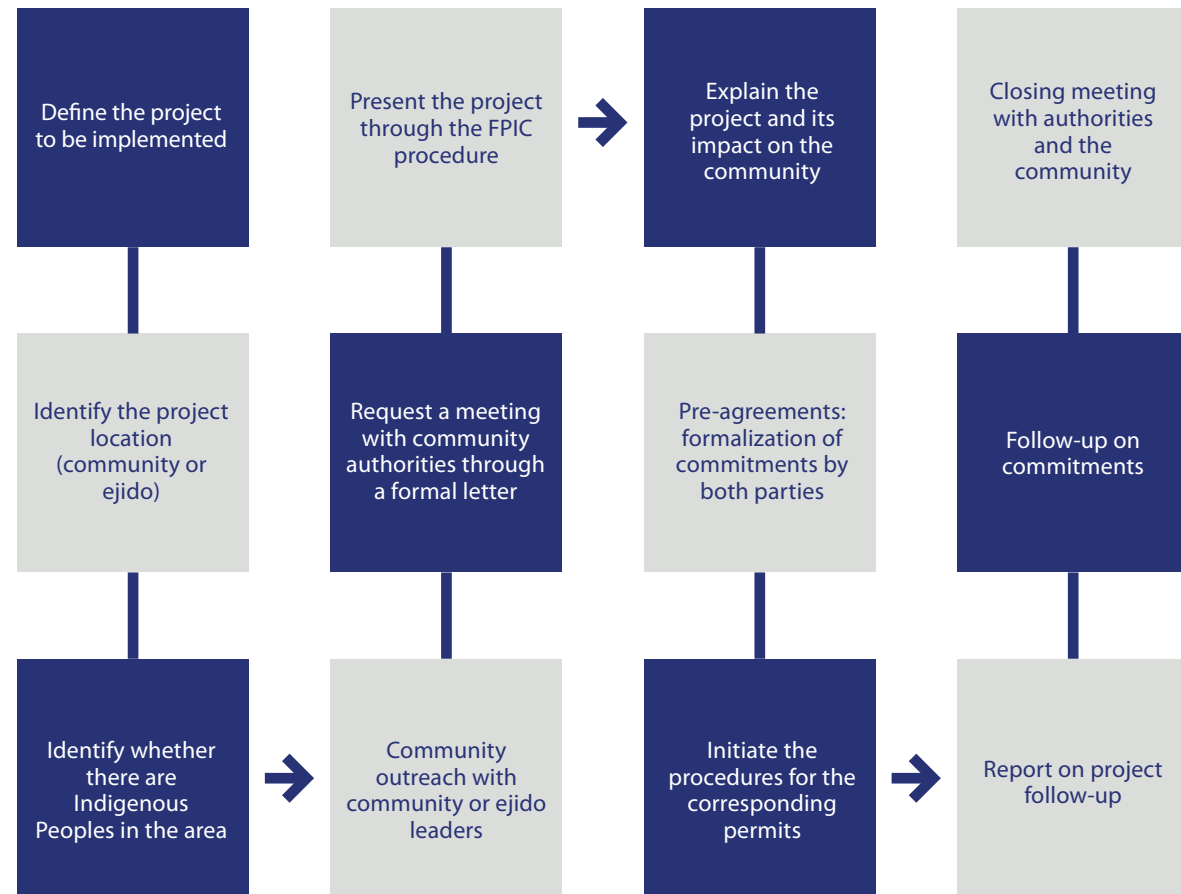 Define the project
to be implemented
Identify the project
location
(community or
ejido)
Identify whether
there are
Indigenous
Peoples in the area
Community
outreach with
community or ejido
leaders
Request a meeting
with community
authorities through
a formal letter
Present the project
through the FPIC
procedure
Explain the
project and its
impact on the
community
Pre-agreements:
formalization of
commitments by
both parties
Initiate the
procedures for the
corresponding
permits
Report on project
follow-up
Follow-up on
commitments
Closing meeting
with authorities
and the
community